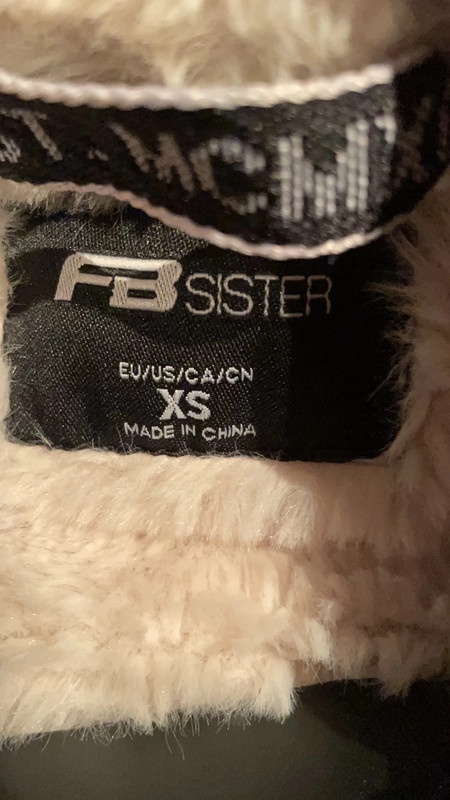 FB SISTER
EU/US/CA/CN
XS
MADE IN CHINA